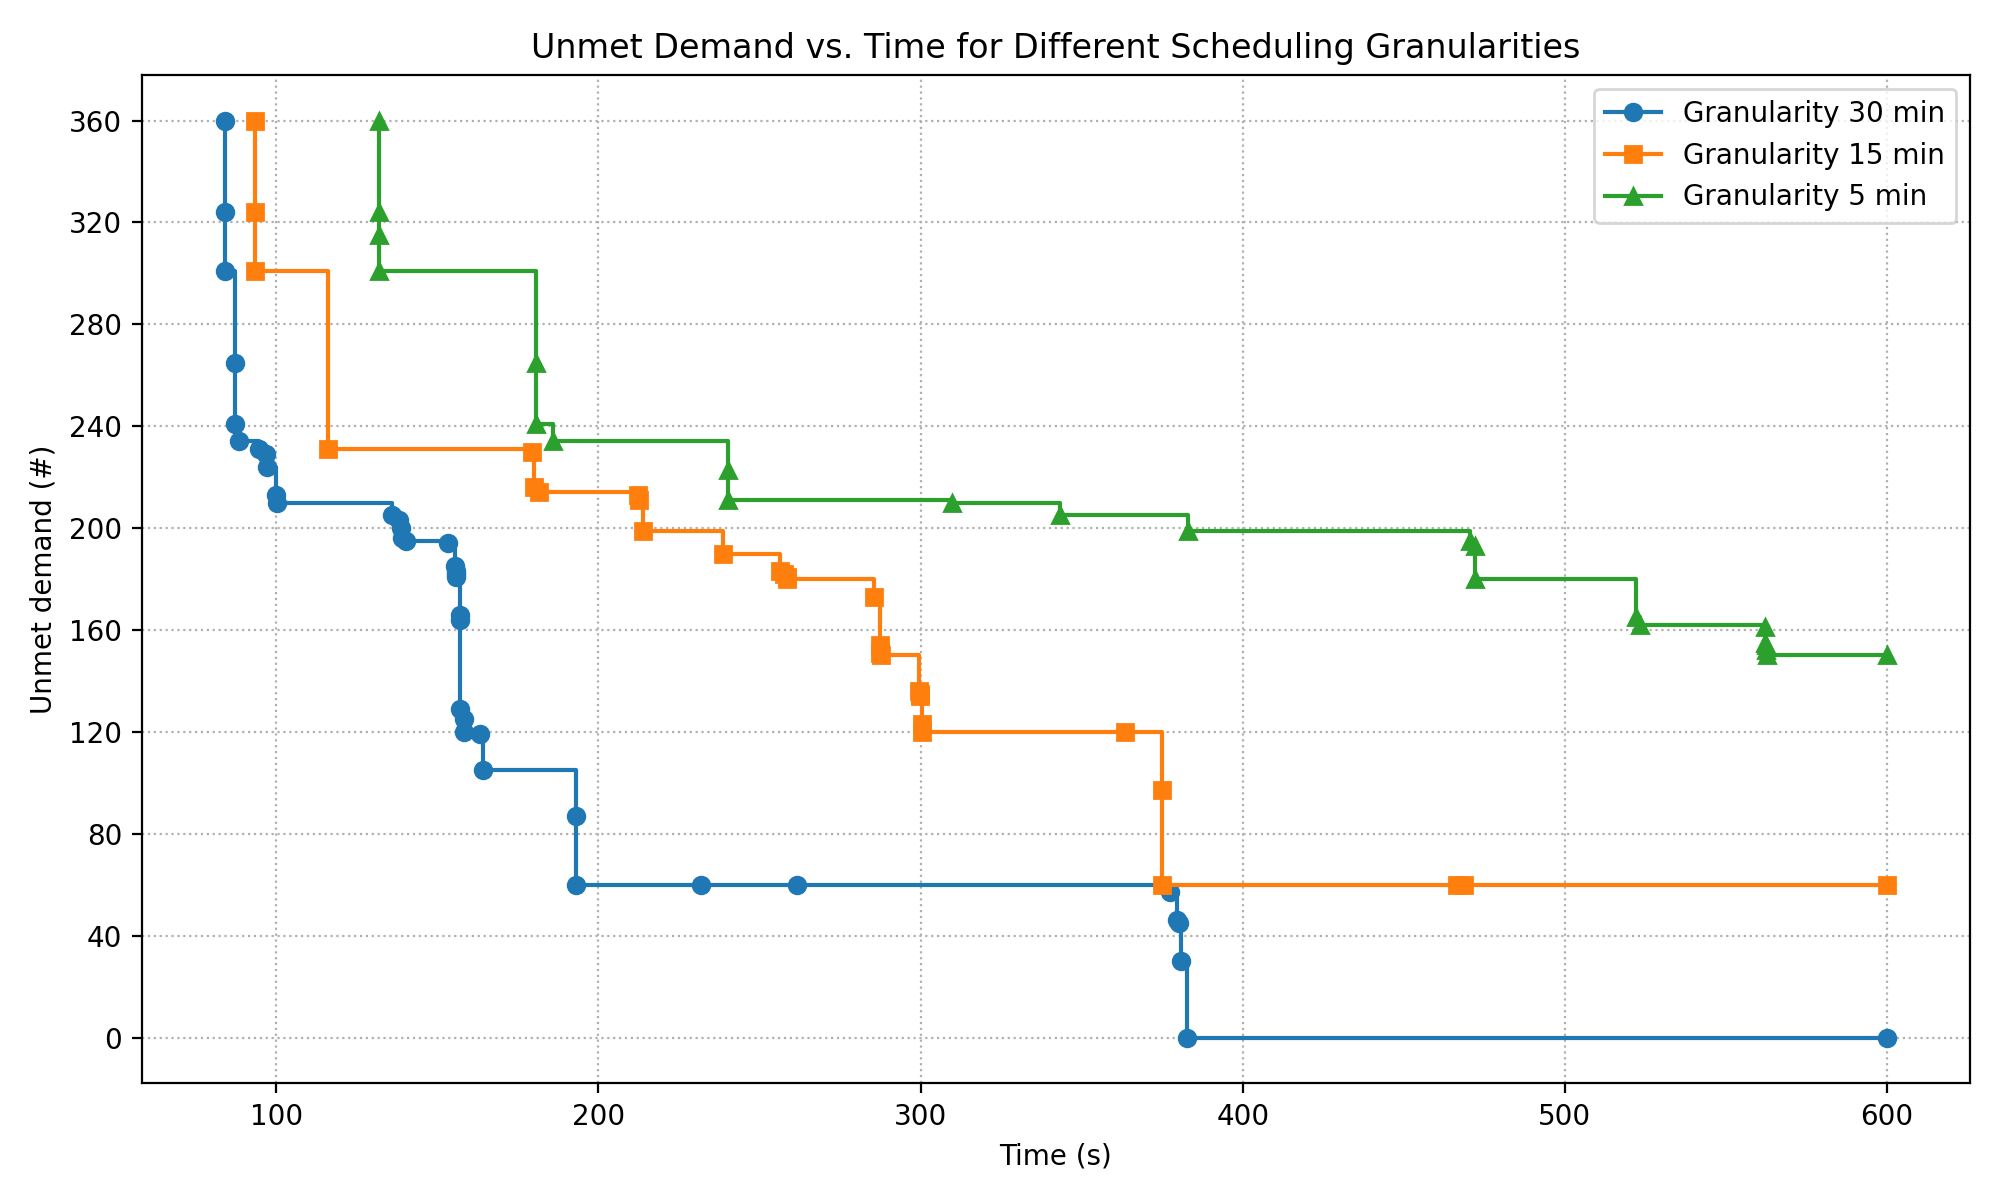 Unmet Demand vs. Time for Different Scheduling Granularities
Granularity 30 min
Granularity 15 min
Granularity 5 min
Unmet demand (#)
360
320
280
240
200
160
120
80
40
0
100
200
300
400
500
600
Time (s)